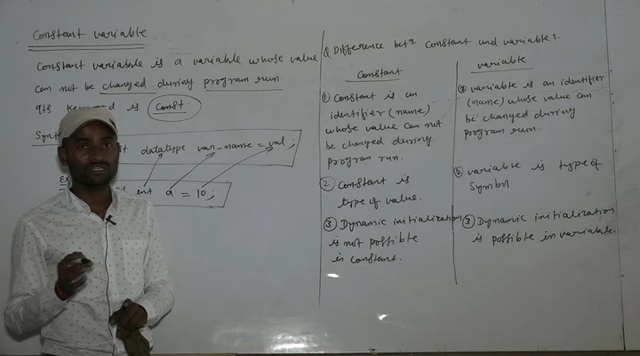 Constant variable
Constant variable is a variable whose value
can not be changed during program run.
Its keyword is const.
Synt
datatype var-name = val;
Ex
int a = 10;
Q Difference betn Constant and variable.
Constant
① Constant is an
identifier (name)
whose value can not
be changed during
program run.
② Constant is
type of value.
③ Dynamic initialization
is not possible
in constant.
variable
① variable is an identifier
(name) whose value can
be changed during
program run.
② variable is type of
Symbol
③ Dynamic initialization
is possible in variable.